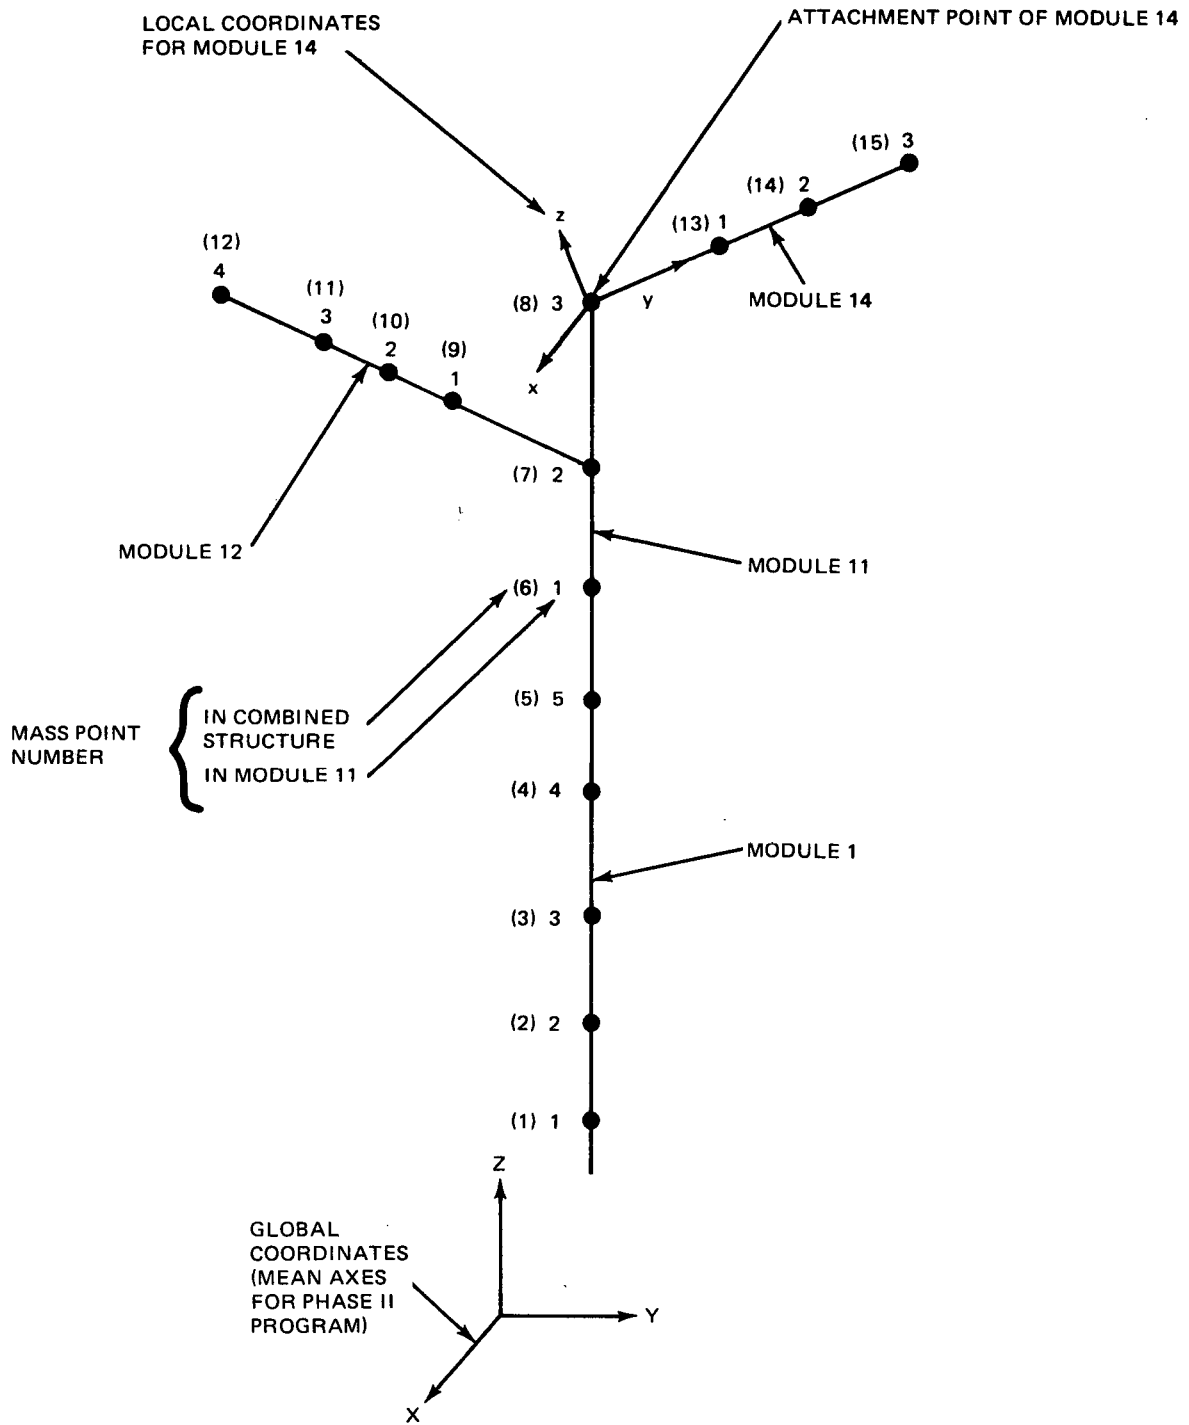 LOCAL COORDINATES
FOR MODULE 14
ATTACHMENT POINT OF MODULE 14
(15) 3
(14) 2
(13) 1
z
(12)
4
(11)
3
(10)
2
(9)
1
(8) 3
y
MODULE 14
x
(7) 2
MODULE 12
MODULE 11
(6) 1
(5) 5
MASS POINT
NUMBER
IN COMBINED
STRUCTURE
IN MODULE 11
(4) 4
MODULE 1
(3) 3
(2) 2
(1) 1
Z
GLOBAL
COORDINATES
(MEAN AXES
FOR PHASE II
PROGRAM)
Y
X